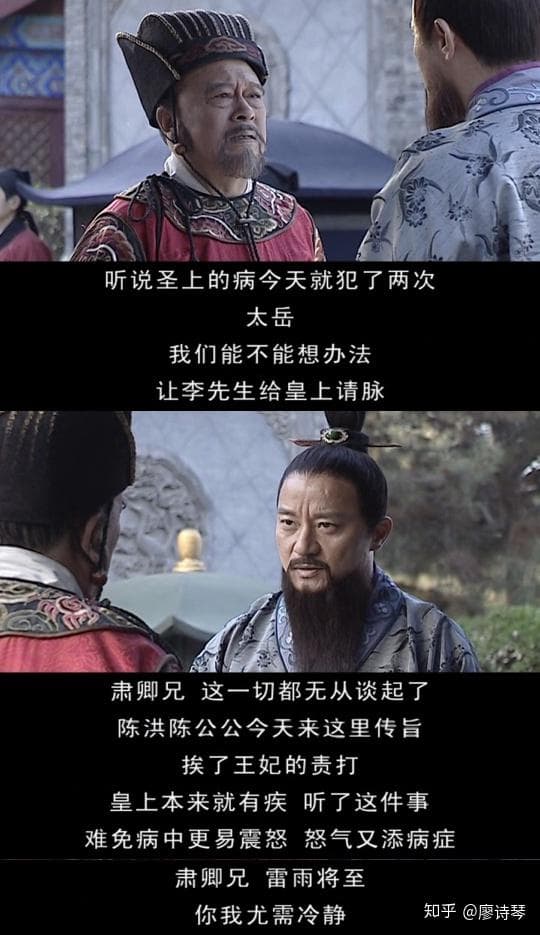 听说圣上的病今天就犯了两次
太岳
我们能不能想办法
让李先生给皇上请脉
肃卿兄 这一切都无从谈起了
陈洪陈公公今天来这里传旨
挨了王妃的责打
皇上本来就有疾 听了这件事
难免病中更易震怒 怒气又添病症
肃卿兄 雷雨将至
你我尤需冷静
知乎 @廖诗琴